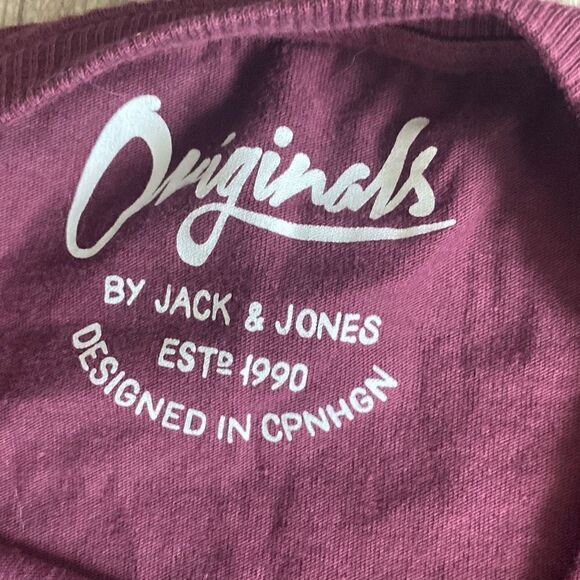 Originals
BY JACK & JONES
ESTD 1990
DESIGNED IN CPNHGN